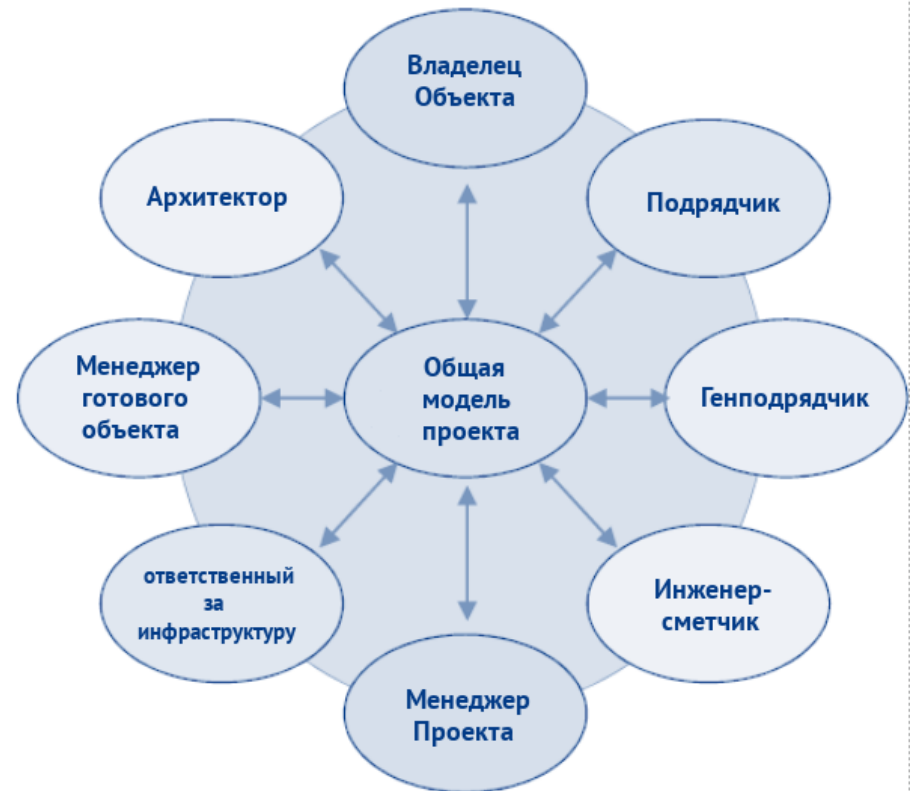 Владелец
Объекта
Архитектор
Подрядчик
Менеджер
готового
объекта
Общая
модель
проекта
Генподрядчик
ответственный
за
инфраструктуру
Инженер-
сметчик
Менеджер
Проекта